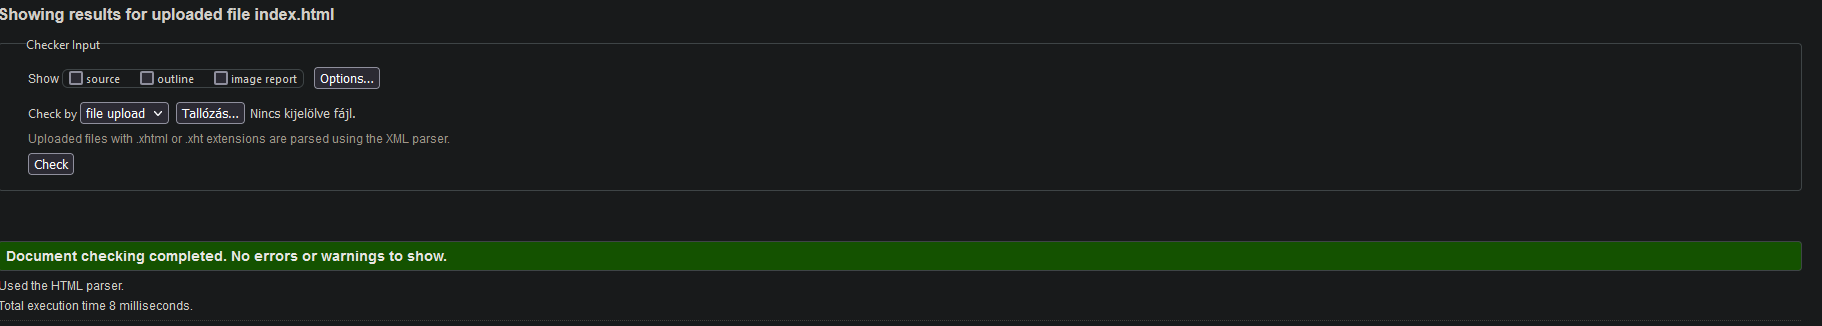 Showing results for uploaded file index.html
Checker Input
Show source outline image report Options...
Check by file upload Tallózás... Nincs kijelölve fájl.
Uploaded files with .xhtml or .xht extensions are parsed using the XML parser.
Check
Document checking completed. No errors or warnings to show.
Used the HTML parser.
Total execution time 8 milliseconds.